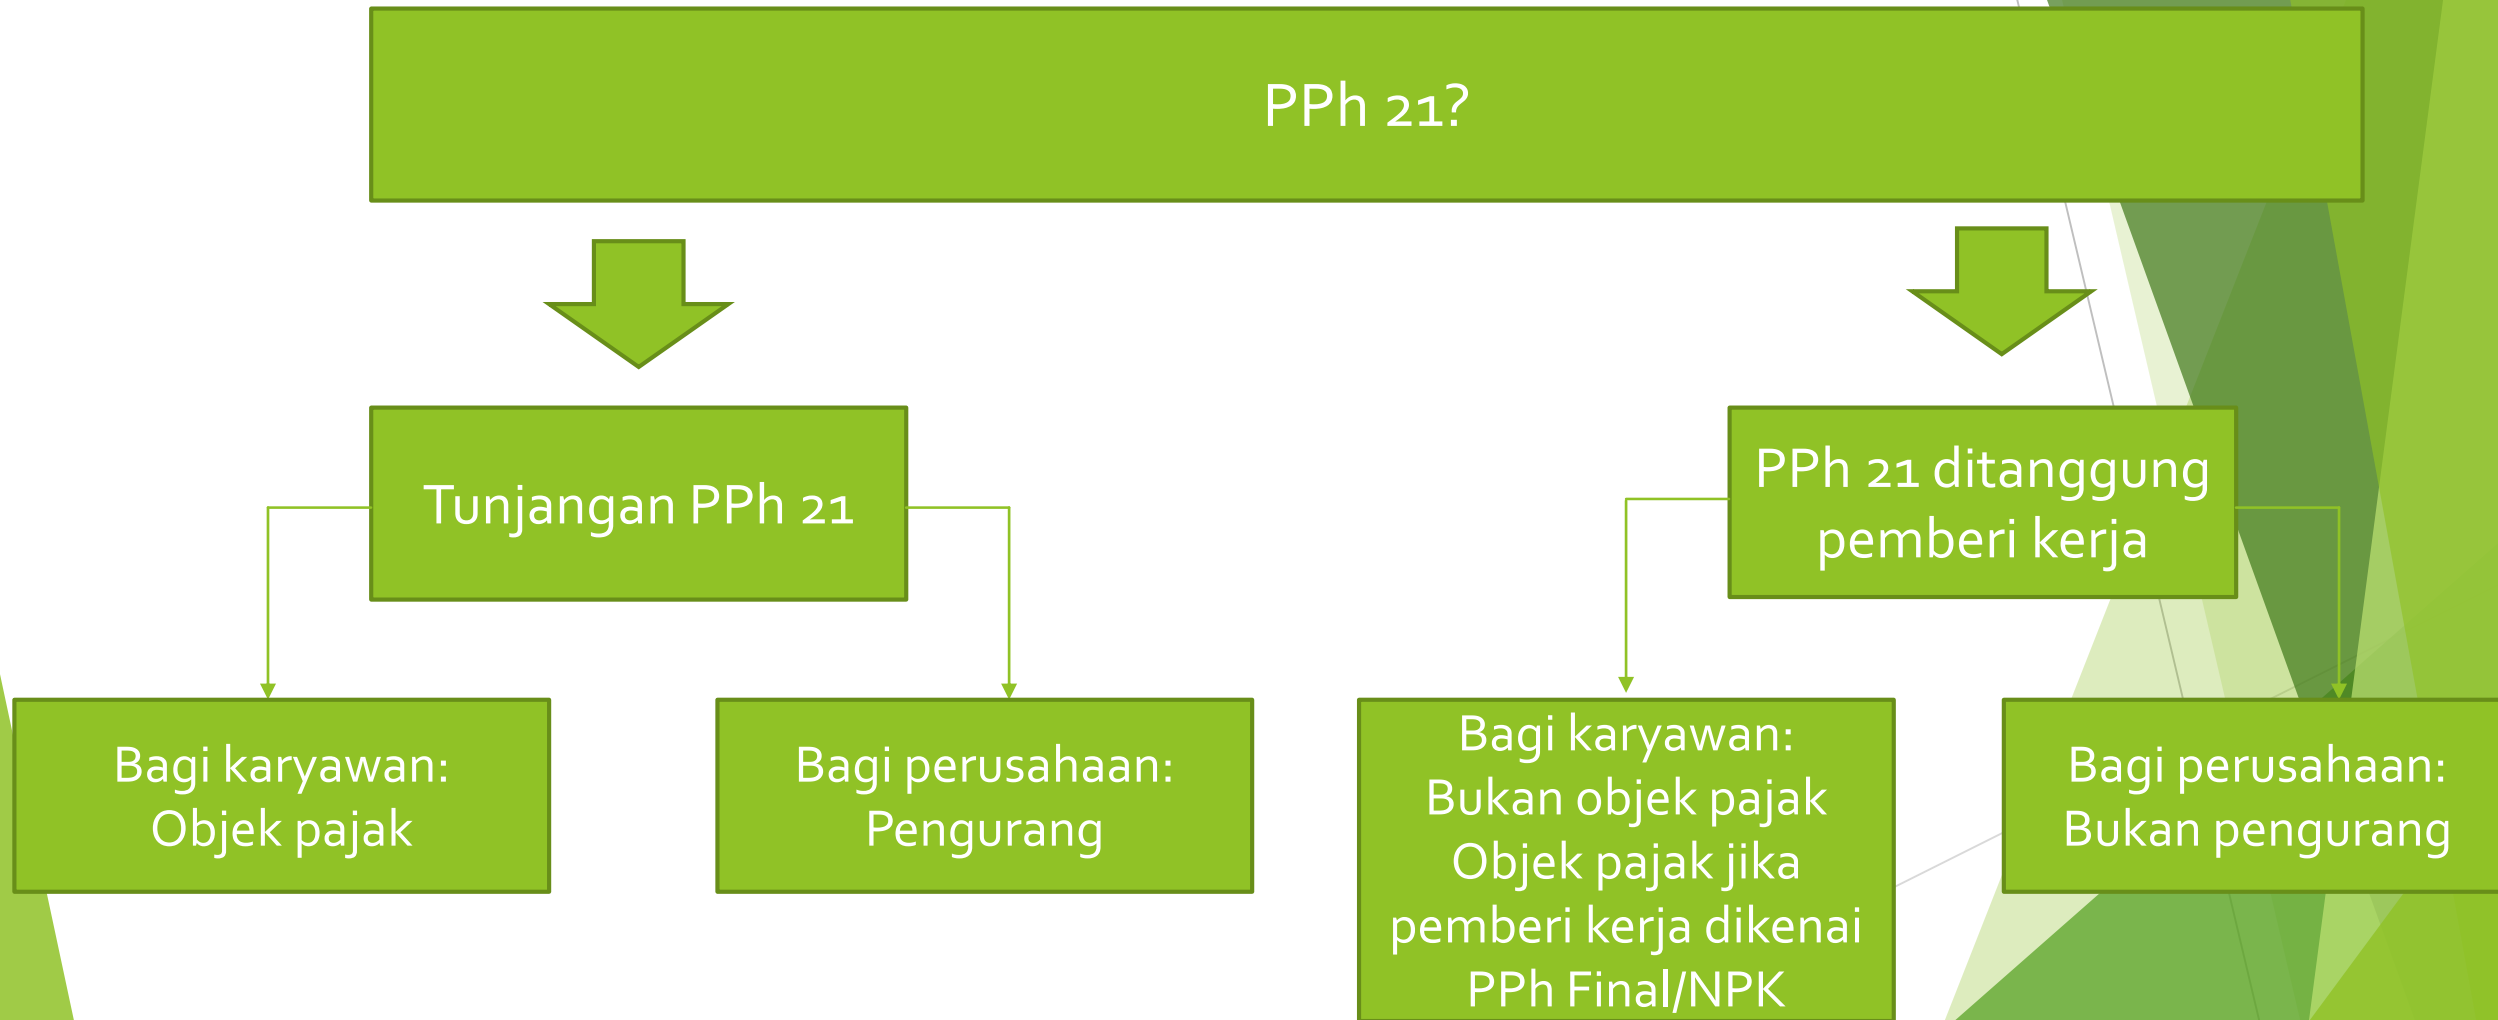 PPh 21?
Tunjangan PPh 21
PPh 21 ditanggung
pemberi kerja
Bagi karyawan:
Objek pajak
Bagi perusahaan:
Pengurang
Bagi karyawan:
Bukan objek pajak
Objek pajak jika
pemberi kerja dikenai
PPh Final/NPK
Bagi perusahaan:
Bukan pengurang